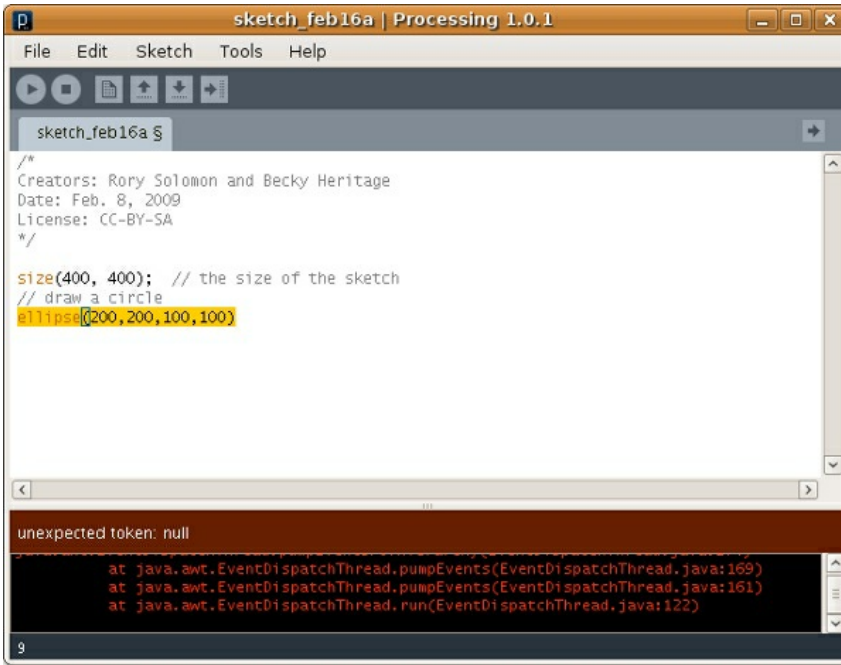 sketch_feb16a | Processing 1.0.1
File Edit Sketch Tools Help
sketch_feb16a §
/*
Creators: Rory Solomon and Becky Heritage
Date: Feb. 8, 2009
License: CC-BY-SA
*/
size(400, 400);  // the size of the sketch
// draw a circle
ellipse(200,200,100,100)
unexpected token: null
at java.awt.EventDispatchThread.pumpEvents(EventDispatchThread.java:169)
at java.awt.EventDispatchThread.pumpEvents(EventDispatchThread.java:161)
at java.awt.EventDispatchThread.run(EventDispatchThread.java:122)
9